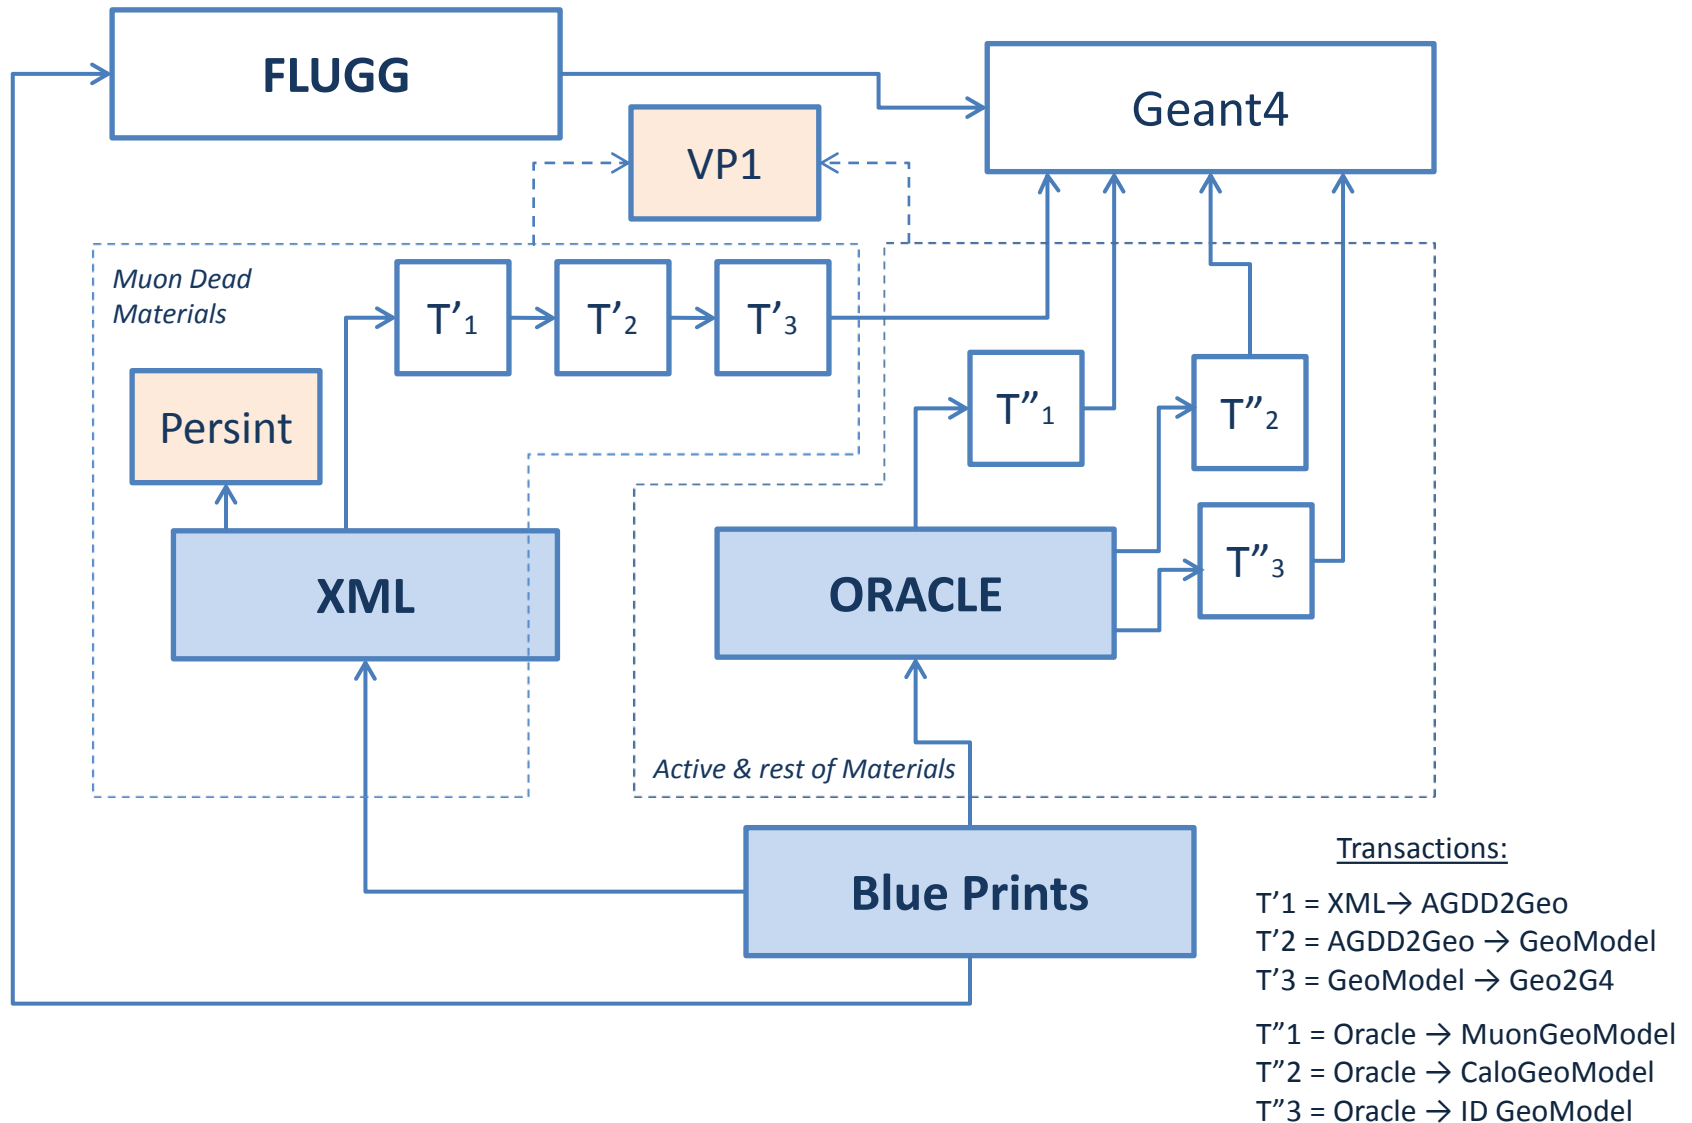 FLUGG
Geant4
VP1
Muon Dead
Materials
T’1
T’2
T’3
T”1
T”2
Persint
T”3
XML
ORACLE
Active & rest of Materials
Blue Prints
Transactions:
T’1 = XML→ AGDD2Geo
T’2 = AGDD2Geo → GeoModel
T’3 = GeoModel → Geo2G4
T”1 = Oracle → MuonGeoModel
T”2 = Oracle → CaloGeoModel
T”3 = Oracle → ID GeoModel